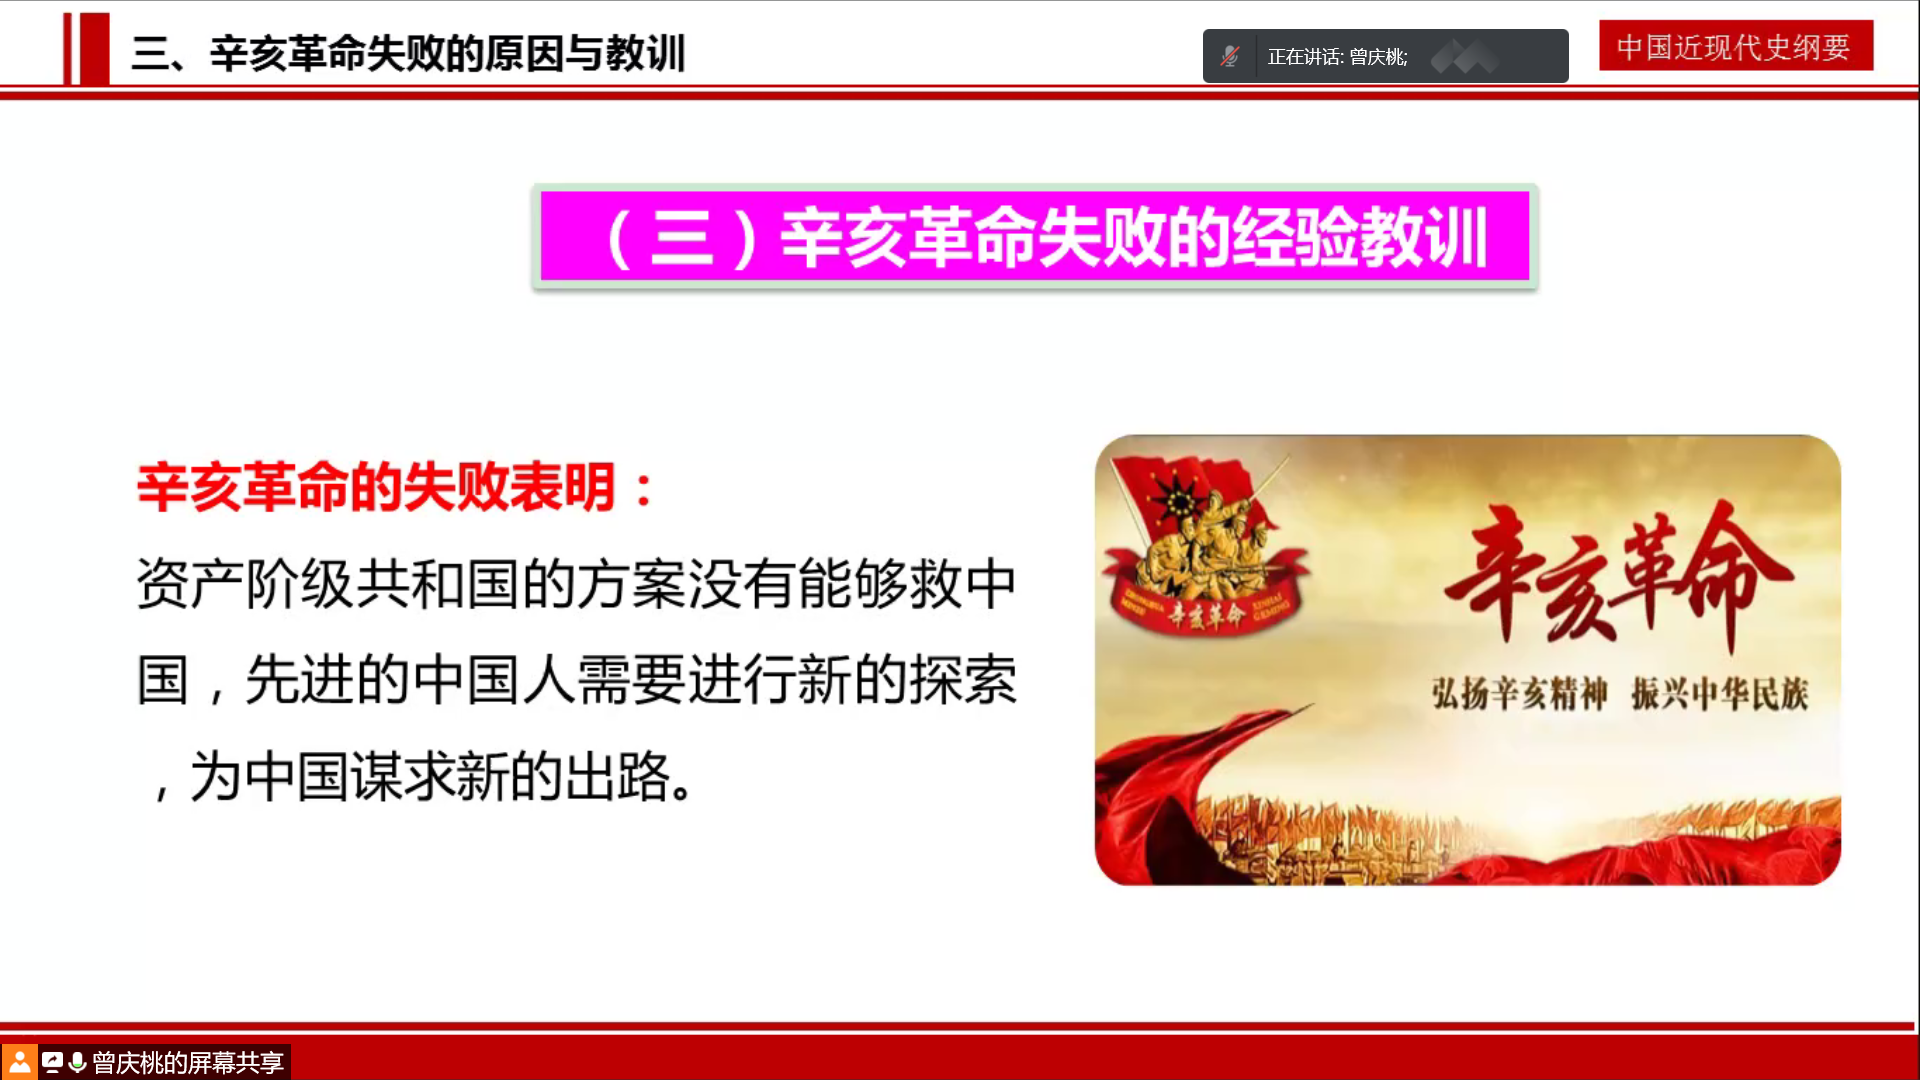 三、辛亥革命失败的原因与教训
正在讲话: 曾庆桃;
中国近现代史纲要
（三）辛亥革命失败的经验教训
辛亥革命的失败表明：
资产阶级共和国的方案没有能够救中
国，先进的中国人需要进行新的探索
，为中国谋求新的出路。
辛亥革命
弘扬辛亥精神 振兴中华民族
辛亥革命
XINHAI
GEMING
曾庆桃的屏幕共享